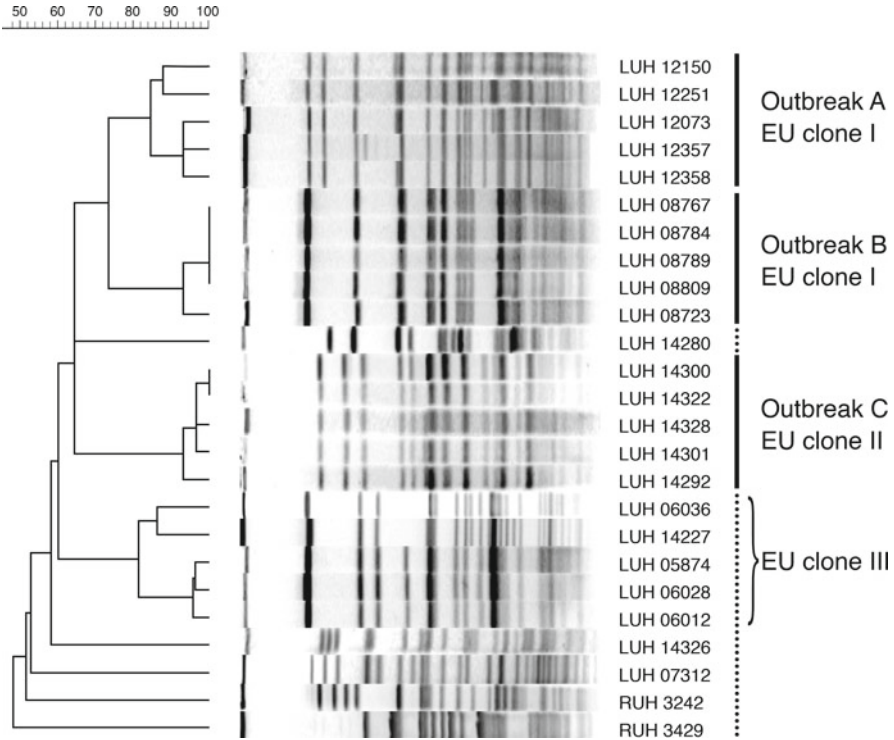 50 60 70 80 90 100
LUH 12150
LUH 12251
LUH 12073
LUH 12357
LUH 12358
Outbreak A
EU clone I
LUH 08767
LUH 08784
LUH 08789
LUH 08809
LUH 08723
Outbreak B
EU clone I
LUH 14280
LUH 14300
LUH 14322
LUH 14328
LUH 14301
LUH 14292
Outbreak C
EU clone II
LUH 06036
LUH 14227
LUH 05874
LUH 06028
LUH 06012
EU clone III
LUH 14326
LUH 07312
RUH 3242
RUH 3429